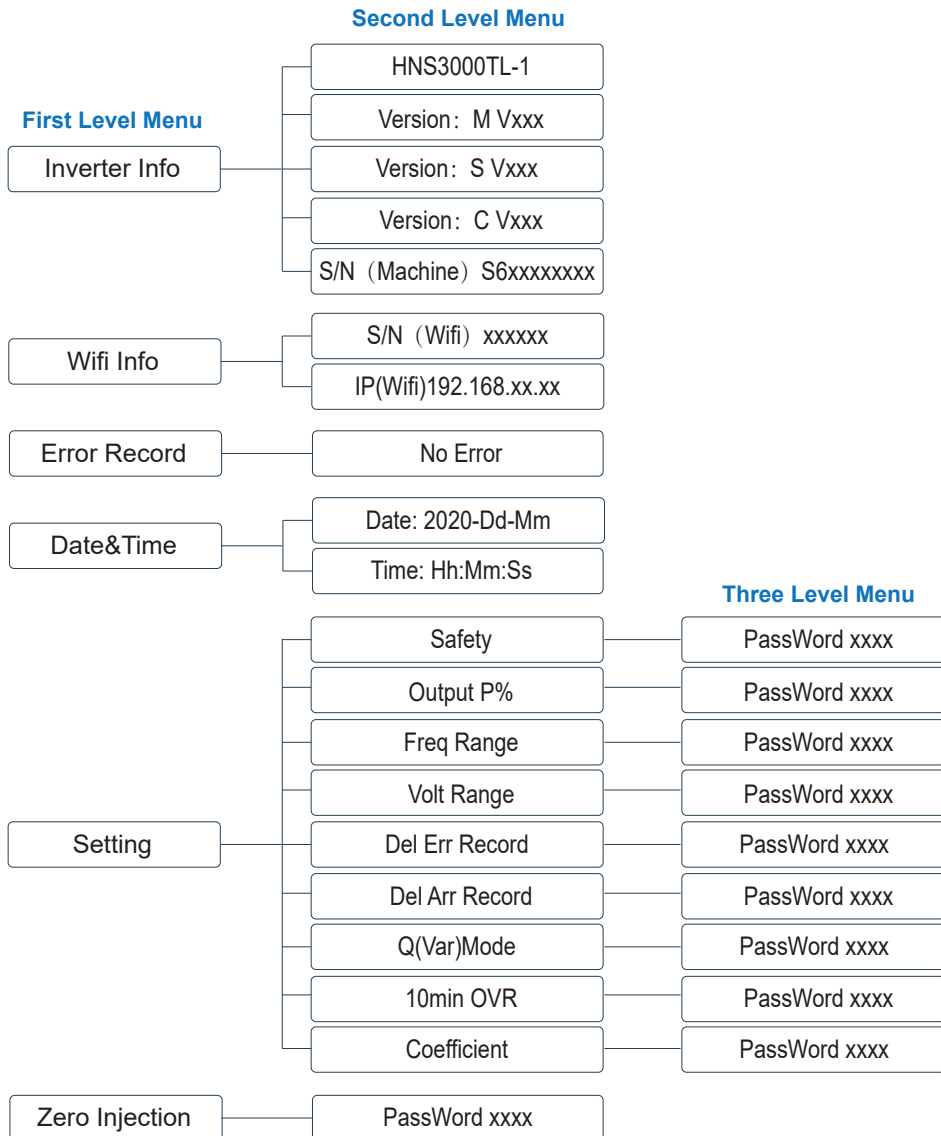 Second Level Menu
HNS3000TL-1
First Level Menu
Version：M Vxxx
Inverter Info
Version：S Vxxx
Version：C Vxxx
S/N（Machine）S6xxxxxxxx
Wifi Info
S/N（Wifi）xxxxxx
IP(Wifi)192.168.xx.xx
Error Record
No Error
Date&Time
Date: 2020-Dd-Mm
Time: Hh:Mm:Ss
Three Level Menu
Safety
PassWord xxxx
Output P%
PassWord xxxx
Freq Range
PassWord xxxx
Volt Range
PassWord xxxx
Setting
Del Err Record
PassWord xxxx
Del Arr Record
PassWord xxxx
Q(Var)Mode
PassWord xxxx
10min OVR
PassWord xxxx
Coefficient
PassWord xxxx
Zero Injection
PassWord xxxx